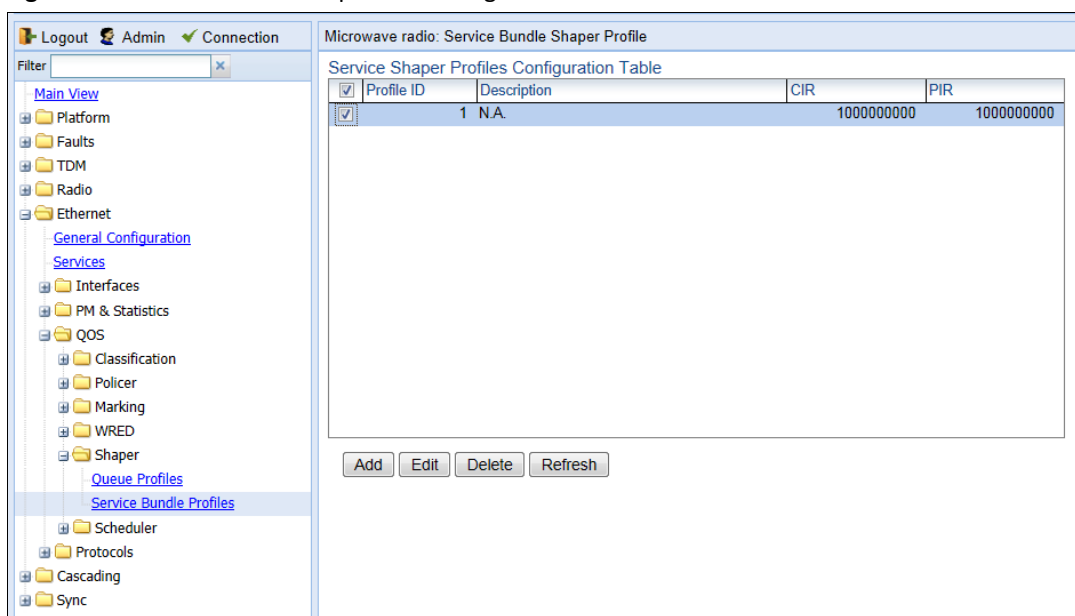 Logout Admin Connection
Filter
Main View
Platform
Faults
TDM
Radio
Ethernet
General Configuration
Services
Interfaces
PM & Statistics
QOS
Classification
Policer
Marking
WRED
Shaper
Queue Profiles
Service Bundle Profiles
Scheduler
Protocols
Cascading
Sync
Microwave radio: Service Bundle Shaper Profile
Service Shaper Profiles Configuration Table
Profile ID Description CIR PIR
1 N.A. 1000000000 1000000000
Add Edit Delete Refresh